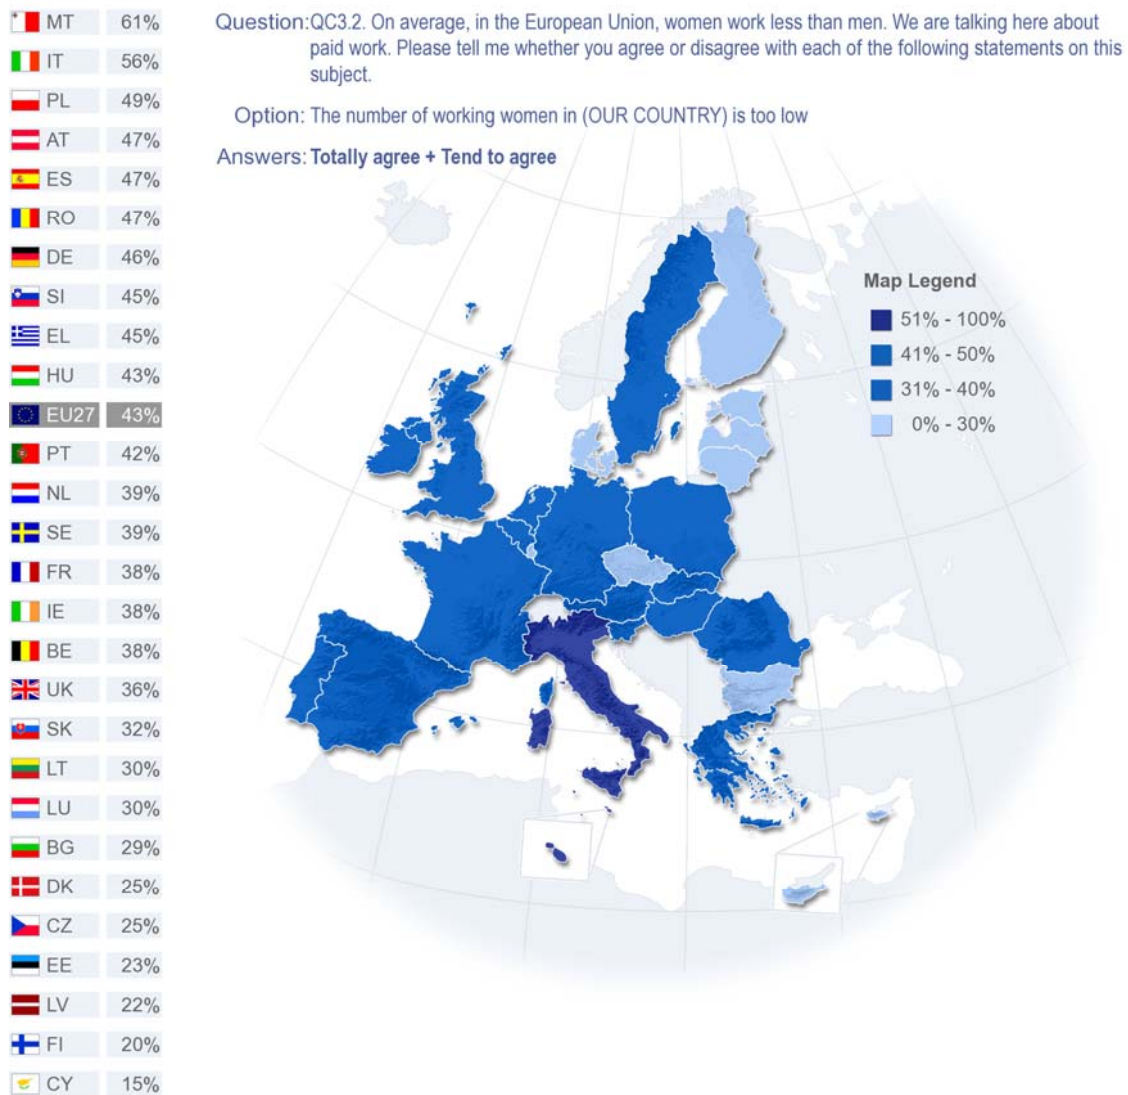 MT 61%
IT 56%
PL 49%
AT 47%
ES 47%
RO 47%
DE 46%
SI 45%
EL 45%
HU 43%
EU27 43%
PT 42%
NL 39%
SE 39%
FR 38%
IE 38%
BE 38%
UK 36%
SK 32%
LT 30%
LU 30%
BG 29%
DK 25%
CZ 25%
EE 23%
LV 22%
FI 20%
CY 15%
Question: QC3.2. On average, in the European Union, women work less than men. We are talking here about
paid work. Please tell me whether you agree or disagree with each of the following statements on this
subject.
Option: The number of working women in (OUR COUNTRY) is too low
Answers: Totally agree + Tend to agree
Map Legend
51% - 100%
41% - 50%
31% - 40%
0% - 30%